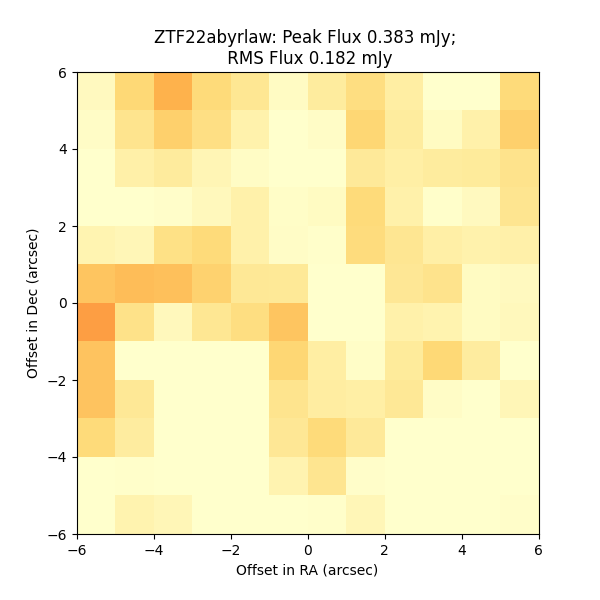 ZTF22abyrlaw: Peak Flux 0.383 mJy;
RMS Flux 0.182 mJy
6
4
2
0
−2
−4
−6
Offset in Dec (arcsec)
−6 −4 −2 0 2 4 6
Offset in RA (arcsec)